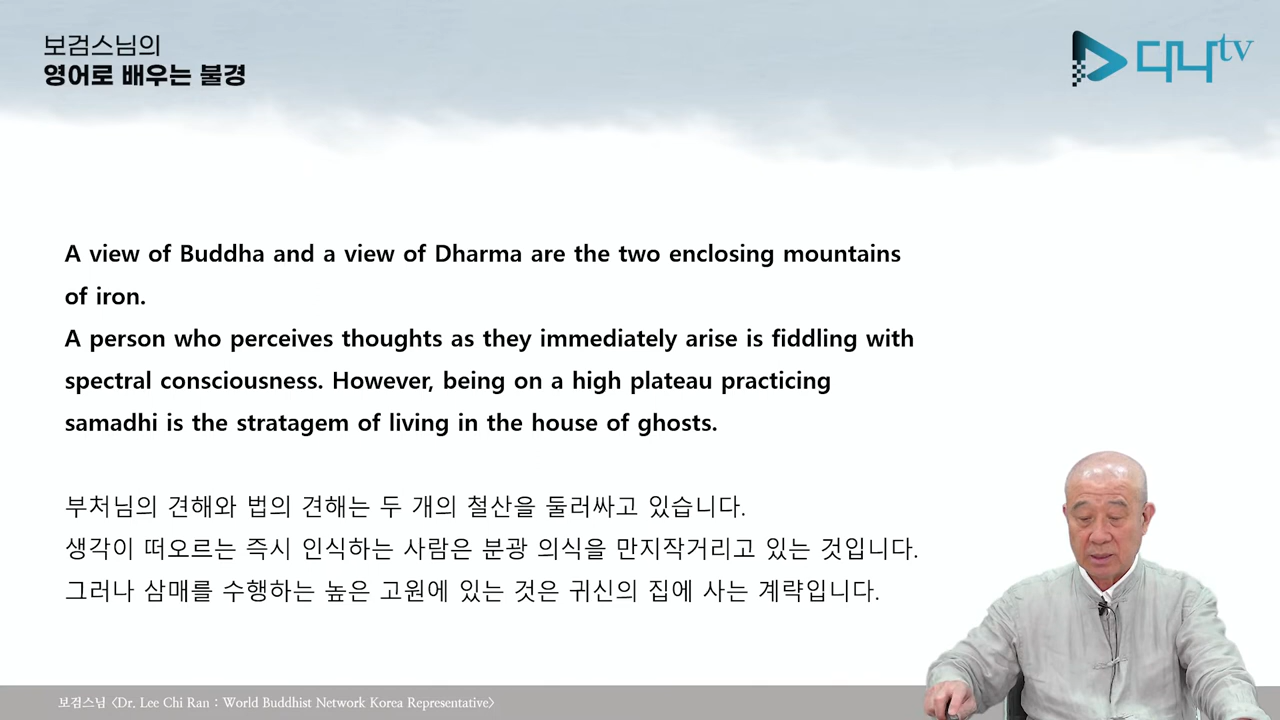 보검스님의
영어로 배우는 불경
디나tv
A view of Buddha and a view of Dharma are the two enclosing mountains
of iron.
A person who perceives thoughts as they immediately arise is fiddling with
spectral consciousness. However, being on a high plateau practicing
samadhi is the stratagem of living in the house of ghosts.
부처님의 견해와 법의 견해는 두 개의 철산을 둘러싸고 있습니다.
생각이 떠오르는 즉시 인식하는 사람은 분광 의식을 만지작거리고 있는 것입니다.
그러나 삼매를 수행하는 높은 고원에 있는 것은 귀신의 집에 사는 계략입니다.
보검스님 <Dr. Lee Chi Ran : World Buddhist Network Korea Representative>